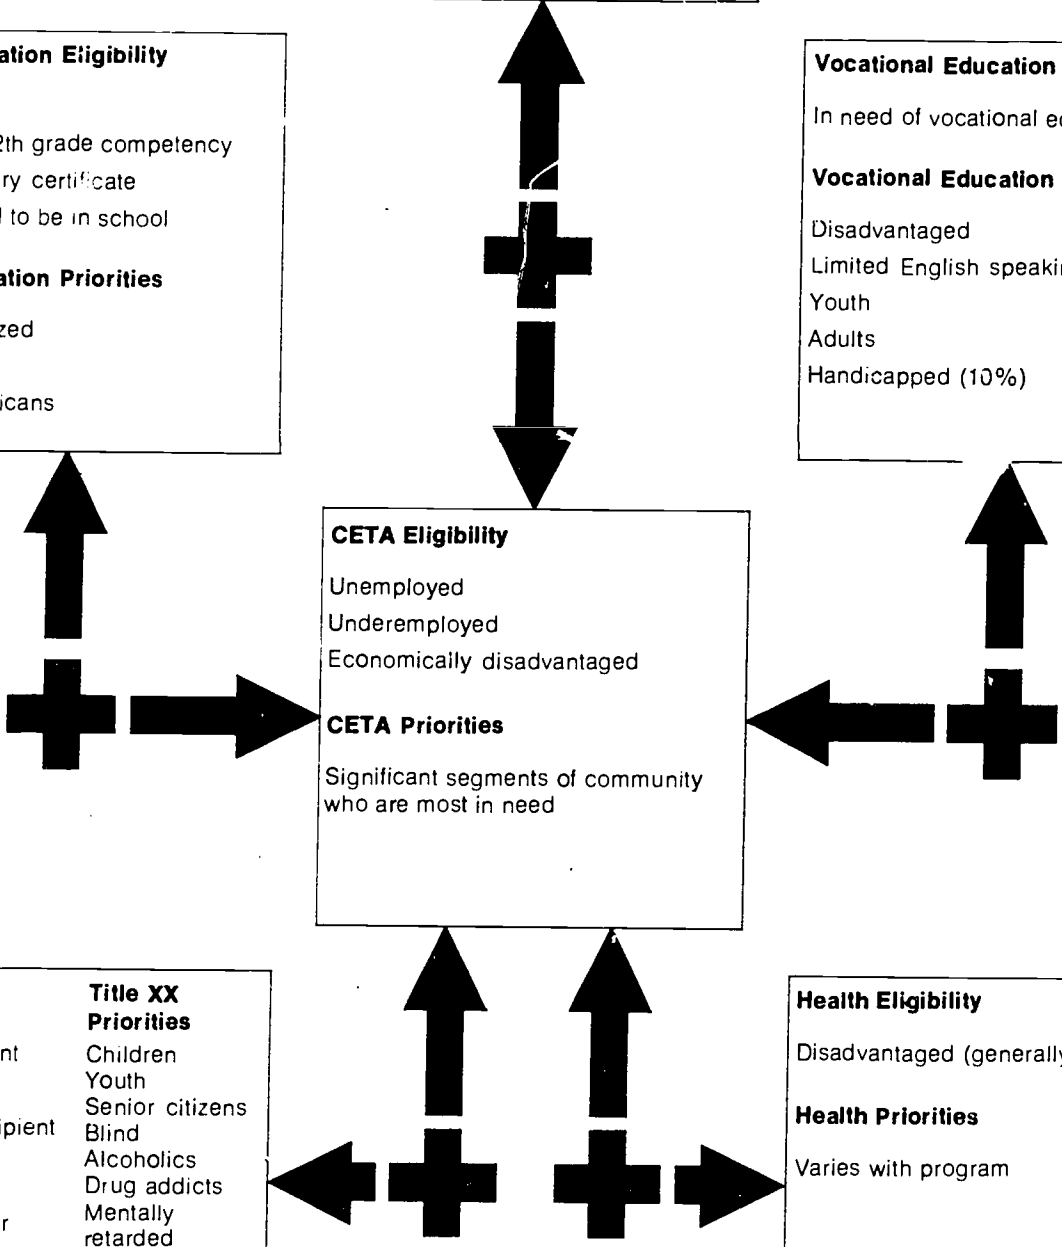 ation Eligibility
2th grade competency
ry certificate
to be in school
ation Priorities
zed
icans
Vocational Education
In need of vocational e
Vocational Education
Disadvantaged
Limited English speaki
Youth
Adults
Handicapped (10%)
CETA Eligibility
Unemployed
Underemployed
Economically disadvantaged
CETA Priorities
Significant segments of community
who are most in need
nt
ipient
r
Title XX
Priorities
Children
Youth
Senior citizens
Blind
Alcoholics
Drug addicts
Mentally
retarded
Health Eligibility
Disadvantaged (generally
Health Priorities
Varies with program